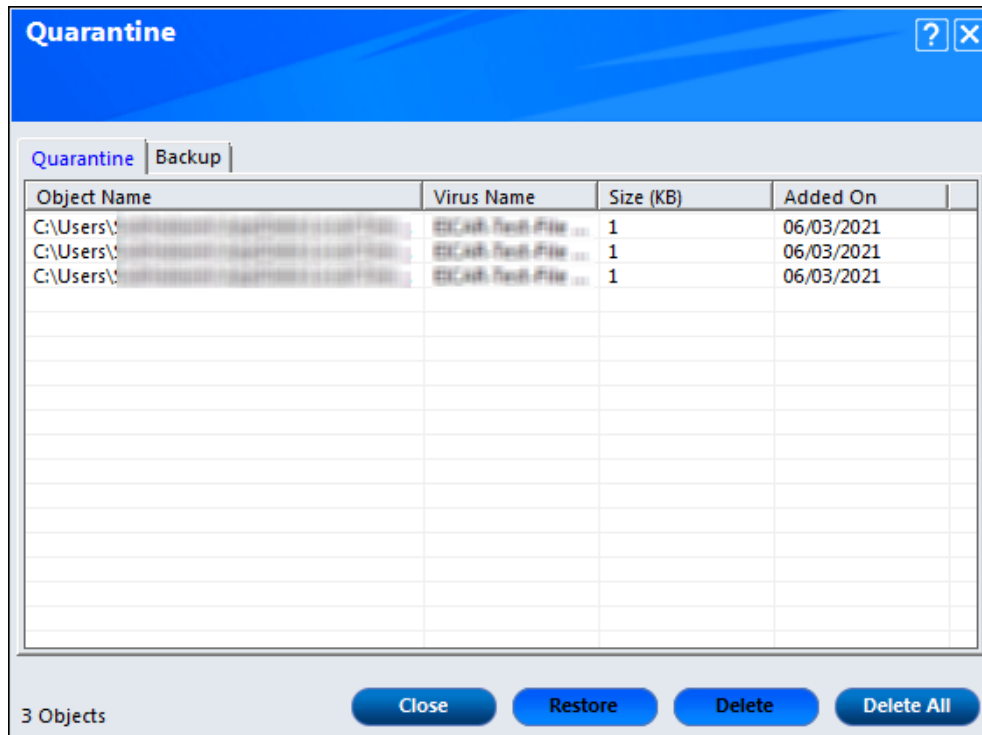 Quarantine
?
Quarantine Backup
Object Name Virus Name Size (KB) Added On
C:\Users\ 1 06/03/2021
C:\Users\ 1 06/03/2021
C:\Users\ 1 06/03/2021
3 Objects Close Restore Delete Delete All